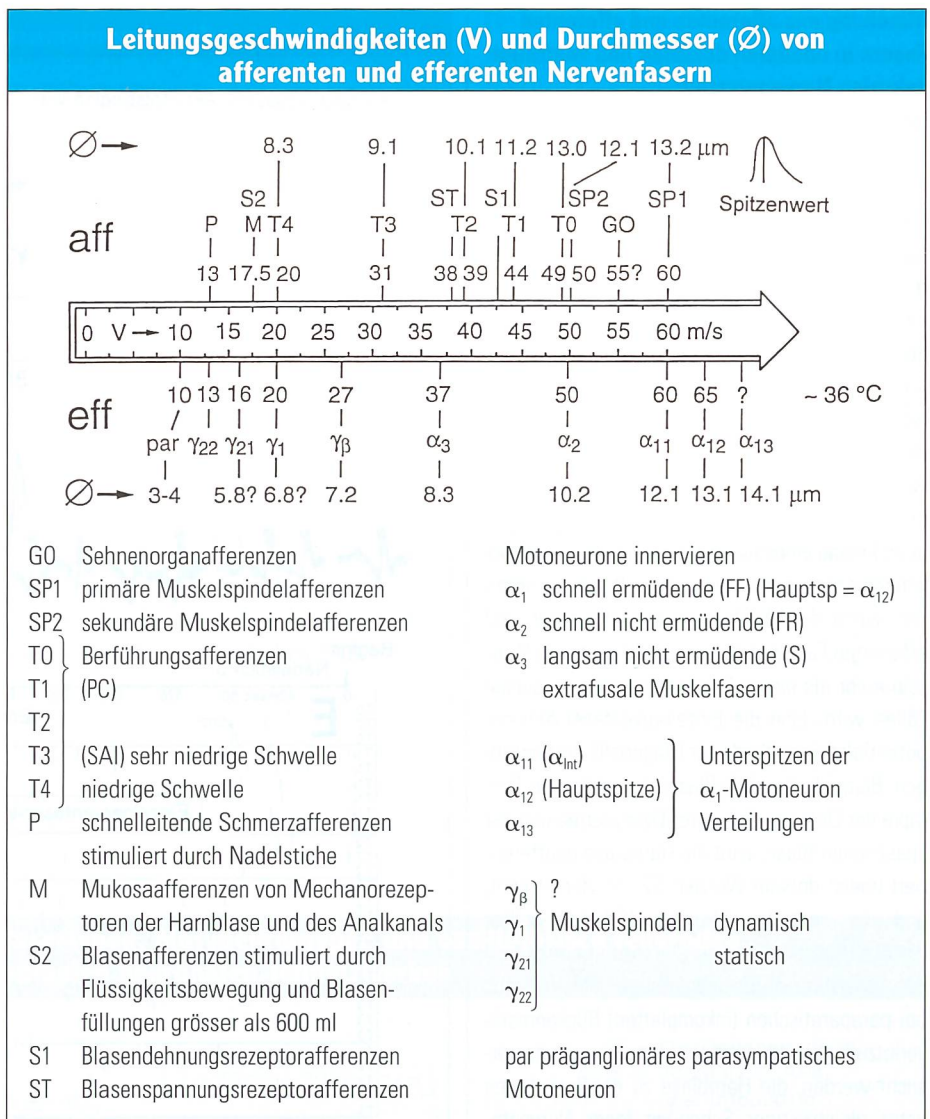 Leitungsgeschwindigkeiten (V) und Durchmesser (Ø) von
afferenten und efferenten Nervenfasern
Ø → 8.3 9.1 10.1 11.2 13.0 12.1 13.2 µm
S2 ST S1 SP2 SP1 Spitzenwert
aff P M T4 T3 T2 T1 T0 GO
13 17.5 20 31 38 39 44 49 50 55? 60
0 V → 10 15 20 25 30 35 40 45 50 55 60 m/s
eff 10 13 16 20 27 37 50 60 65 ? ~ 36 °C
par γ22 γ21 γ1 γβ α3 α2 α11 α12 α13
Ø → 3-4 5.8? 6.8? 7.2 8.3 10.2 12.1 13.1 14.1 µm
GO Sehnenorganafferenzen
SP1 primäre Muskelspindelafferenzen
SP2 sekundäre Muskelspindelafferenzen
T0 Berführungsafferenzen
T1 (PC)
T2
T3 (SAI) sehr niedrige Schwelle
T4 niedrige Schwelle
P schnelleitende Schmerzafferenzen
stimuliert durch Nadelstiche
M Mukosaafferenzen von Mechanorezep-
toren der Harnblase und des Analkanals
S2 Blasenafferenzen stimuliert durch
Flüssigkeitsbewegung und Blasen-
füllungen grösser als 600 ml
S1 Blasendehnungsrezeptorafferenzen
ST Blasenspannungsrezeptorafferenzen
Motoneurone innervieren
α1 schnell ermüdende (FF) (Hauptsp = α12)
α2 schnell nicht ermüdende (FR)
α3 langsam nicht ermüdende (S)
extrafusale Muskelfasern
α11 (αInt) Unterspitzen der
α12 (Hauptspitze) α1-Motoneuron
α13 Verteilungen
γβ ?
γ1 Muskelspindeln dynamisch
γ21 statisch
γ22
par präganglionäres parasympatisches
Motoneuron